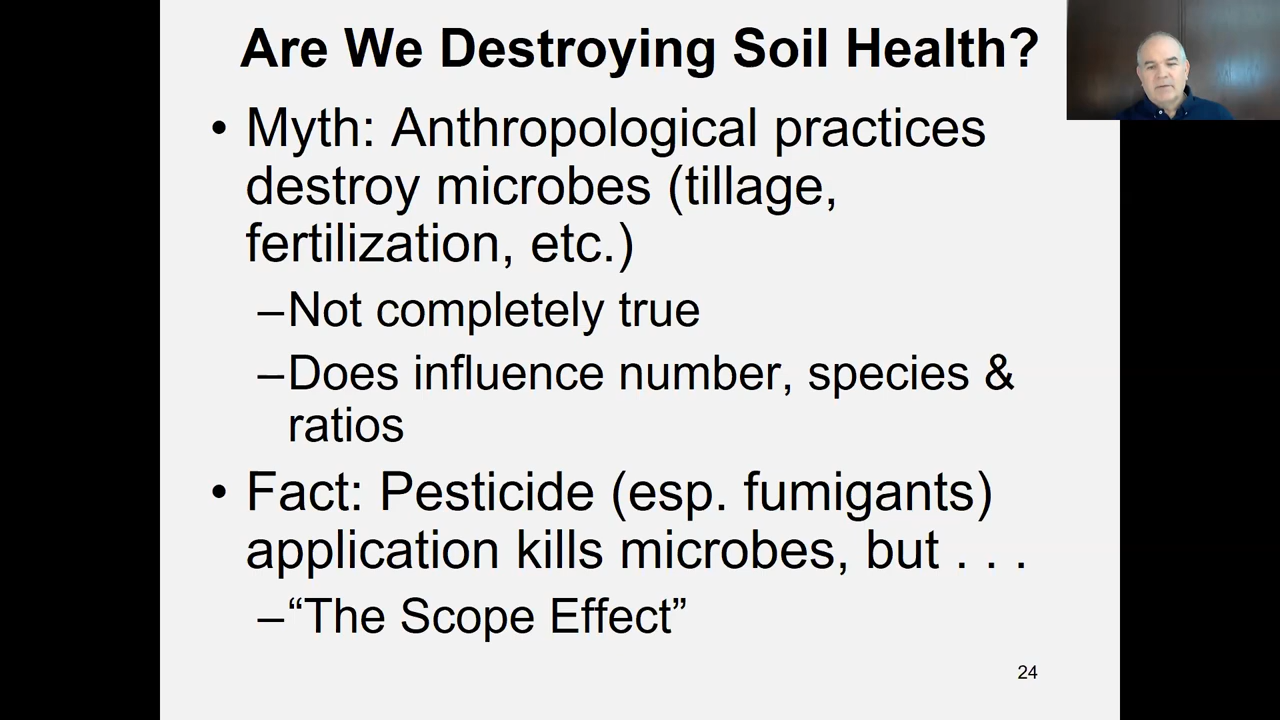 Are We Destroying Soil Health?
• Myth: Anthropological practices
destroy microbes (tillage,
fertilization, etc.)
–Not completely true
–Does influence number, species &
ratios
• Fact: Pesticide (esp. fumigants)
application kills microbes, but . . .
–“The Scope Effect”
24